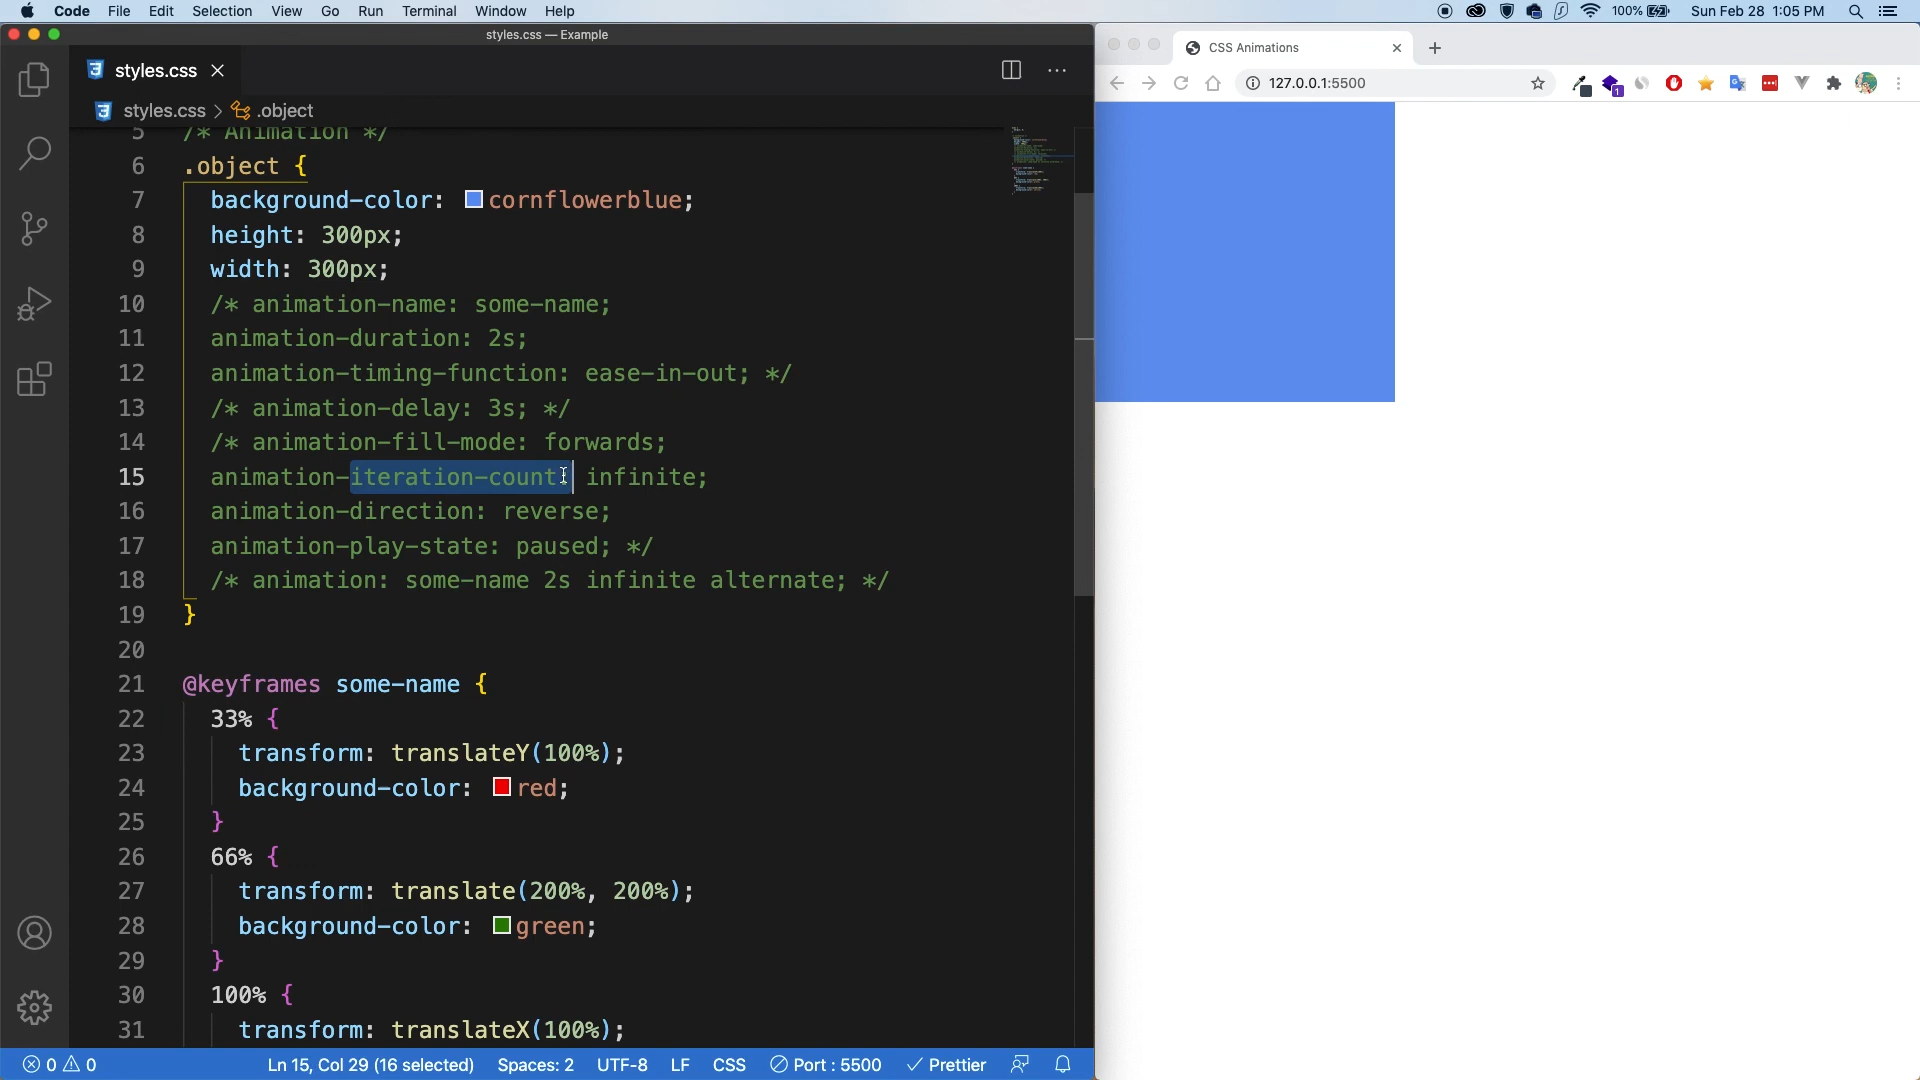 Code File Edit Selection View Go Run Terminal Window Help
100% Sun Feb 28 1:05 PM
styles.css — Example
styles.css
styles.css > .object
5 /* Animation */
6 .object {
7 background-color: cornflowerblue;
8 height: 300px;
9 width: 300px;
10 /* animation-name: some-name;
11 animation-duration: 2s;
12 animation-timing-function: ease-in-out; */
13 /* animation-delay: 3s; */
14 /* animation-fill-mode: forwards;
15 animation-iteration-count: infinite;
16 animation-direction: reverse;
17 animation-play-state: paused; */
18 /* animation: some-name 2s infinite alternate; */
19 }
20
21 @keyframes some-name {
22 33% {
23 transform: translateY(100%);
24 background-color: red;
25 }
26 66% {
27 transform: translate(200%, 200%);
28 background-color: green;
29 }
30 100% {
31 transform: translateX(100%);
0 0 Ln 15, Col 29 (16 selected) Spaces: 2 UTF-8 LF CSS Port : 5500 Prettier
CSS Animations
127.0.0.1:5500
1